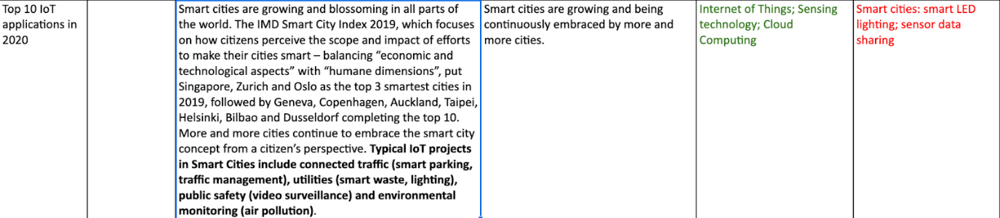 Top 10 IoT
applications in
2020
Smart cities are growing and blossoming in all parts of
the world. The IMD Smart City Index 2019, which focuses
on how citizens perceive the scope and impact of efforts
to make their cities smart – balancing “economic and
technological aspects” with “humane dimensions”, put
Singapore, Zurich and Oslo as the top 3 smartest cities in
2019, followed by Geneva, Copenhagen, Auckland, Taipei,
Helsinki, Bilbao and Dusseldorf completing the top 10.
More and more cities continue to embrace the smart city
concept from a citizen’s perspective. Typical IoT projects
in Smart Cities include connected traffic (smart parking,
traffic management), utilities (smart waste, lighting),
public safety (video surveillance) and environmental
monitoring (air pollution).
Smart cities are growing and being
continuously embraced by more and
more cities.
Internet of Things; Sensing
technology; Cloud
Computing
Smart cities: smart LED
lighting; sensor data
sharing